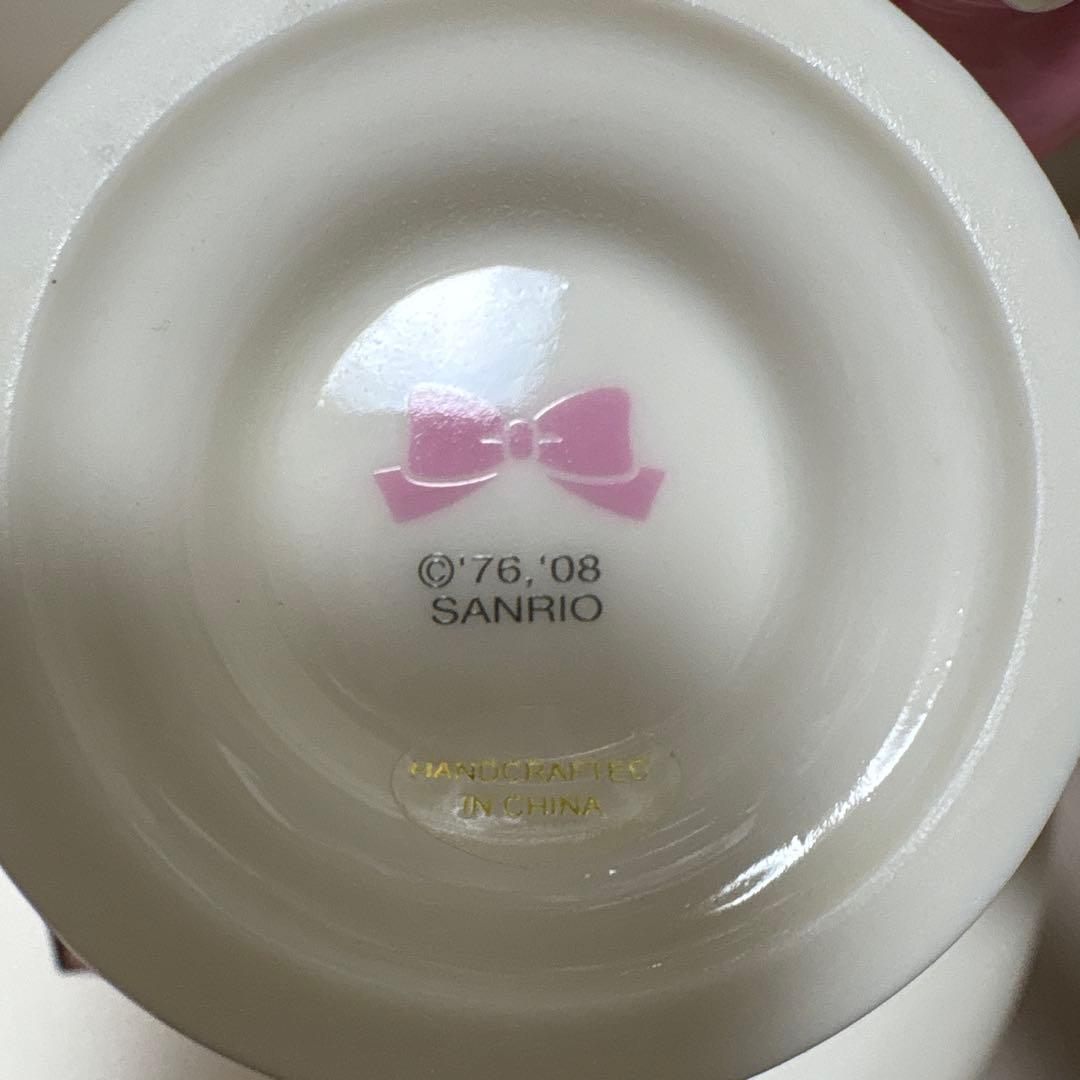 ©'76,'08
SANRIO
HANDCRAFTED
IN CHINA